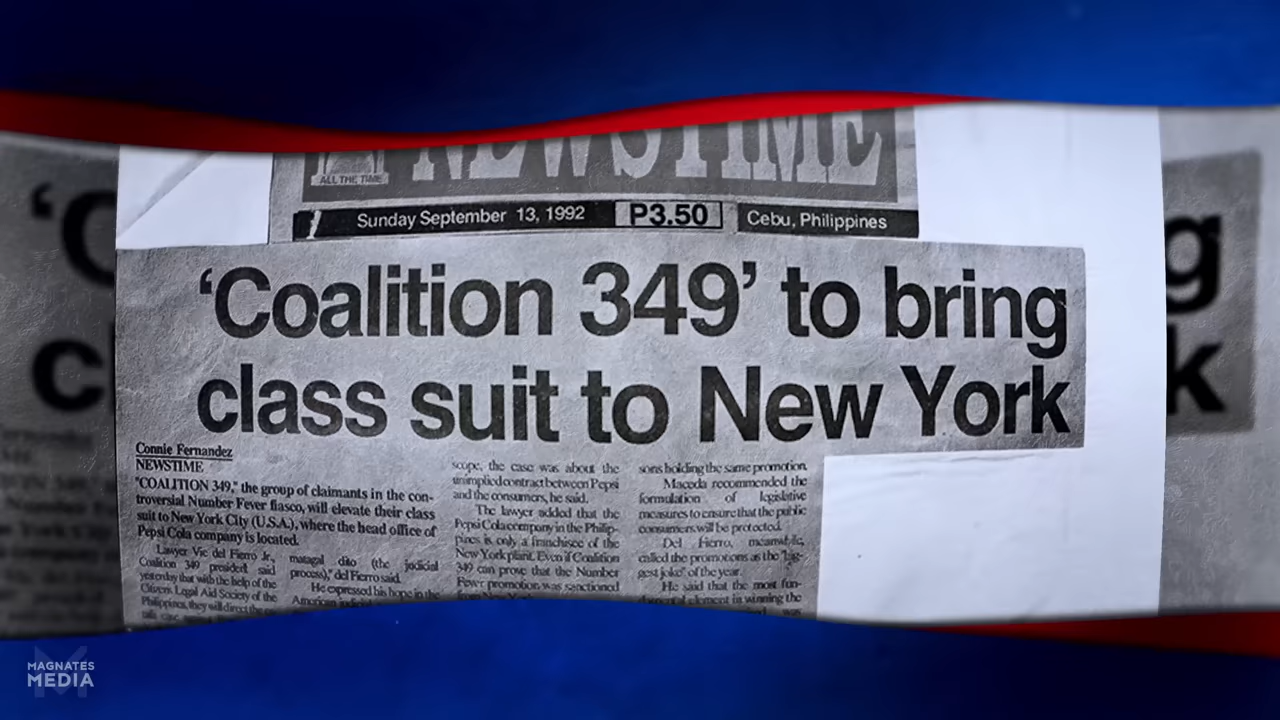 NEWSTIME
ALL THE TIME
Sunday September 13, 1992
P3.50
Cebu, Philippines
'Coalition 349' to bring
class suit to New York
Connie Fernandez
NEWSTIME
"COALITION 349," the group of claimants in the con-
troversial Number Fever fiasco, will elevate their class
suit to New York City (U.S.A.), where the head office of
Pepsi Cola company is located.
Lawyer Vic del Fierro Jr.,
Coalition 349 president said
yesterday that with the help of the
Citizens Legal Aid Society of the
Philippines, they will direct the
matagal dito (the judicial
process)," del Fierro said.
He expressed his hope in the
American
scope, the case was about the
unimplied contract between Pepsi
and the consumers, he said.
The lawyer added that the
Pepsi Cola company in the Philip-
pines is only a franchisee of the
New York plant. Even if Coalition
349 can prove that the Number
Fever promotion was sanctioned
from New York
sons holding the same promotion.
Maceda recommended the
formulation of legislative
measures to ensure that the public
consumers will be protected.
Del Fierro, meanwhile,
called the promotions as the "big-
gest joke" of the year.
He said that the most fun-
element in winning the
was
MAGNATES
MEDIA